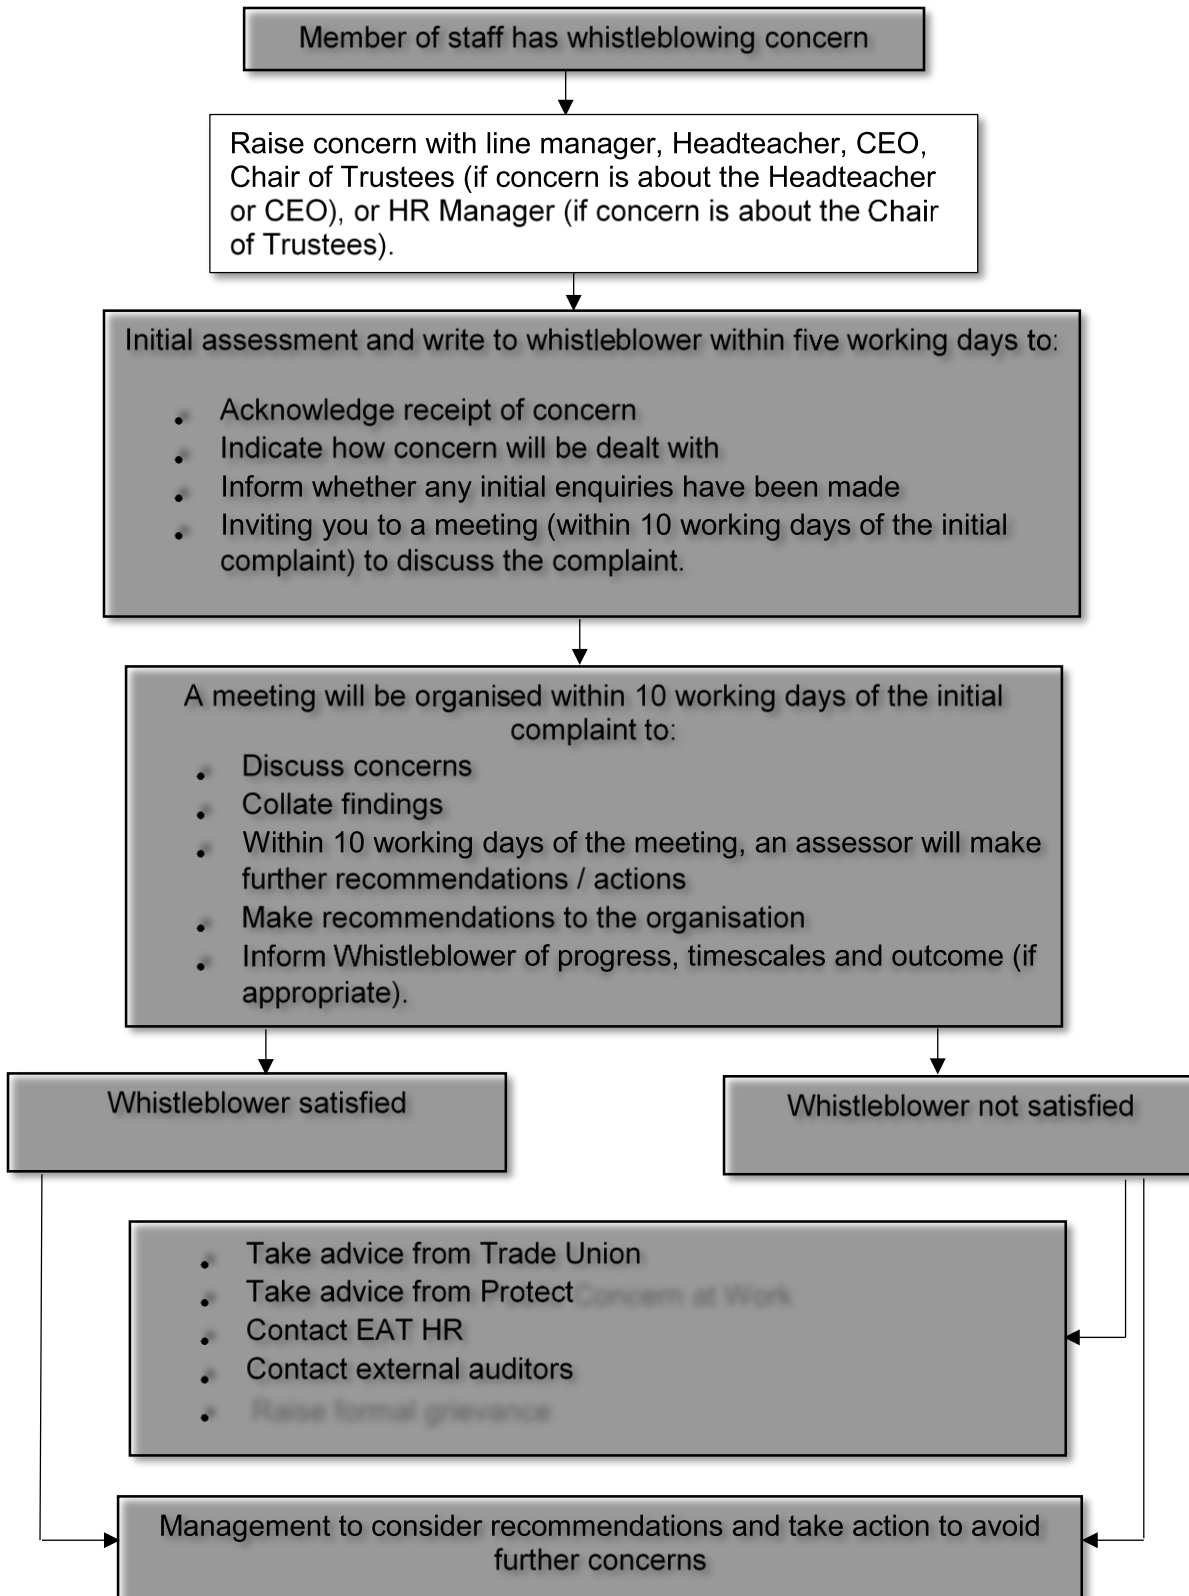 Member of staff has whistleblowing concern
Raise concern with line manager, Headteacher, CEO,
Chair of Trustees (if concern is about the Headteacher
or CEO), or HR Manager (if concern is about the Chair
of Trustees).
Initial assessment and write to whistleblower within five working days to:
• Acknowledge receipt of concern
• Indicate how concern will be dealt with
• Inform whether any initial enquiries have been made
• Inviting you to a meeting (within 10 working days of the initial
complaint) to discuss the complaint.
A meeting will be organised within 10 working days of the initial
complaint to:
• Discuss concerns
• Collate findings
• Within 10 working days of the meeting, an assessor will make
further recommendations / actions
• Make recommendations to the organisation
• Inform Whistleblower of progress, timescales and outcome (if
appropriate).
Whistleblower satisfied
Whistleblower not satisfied
• Take advice from Trade Union
• Take advice from Protect Concern at Work
• Contact EAT HR
• Contact external auditors
• Raise formal grievance
Management to consider recommendations and take action to avoid
further concerns